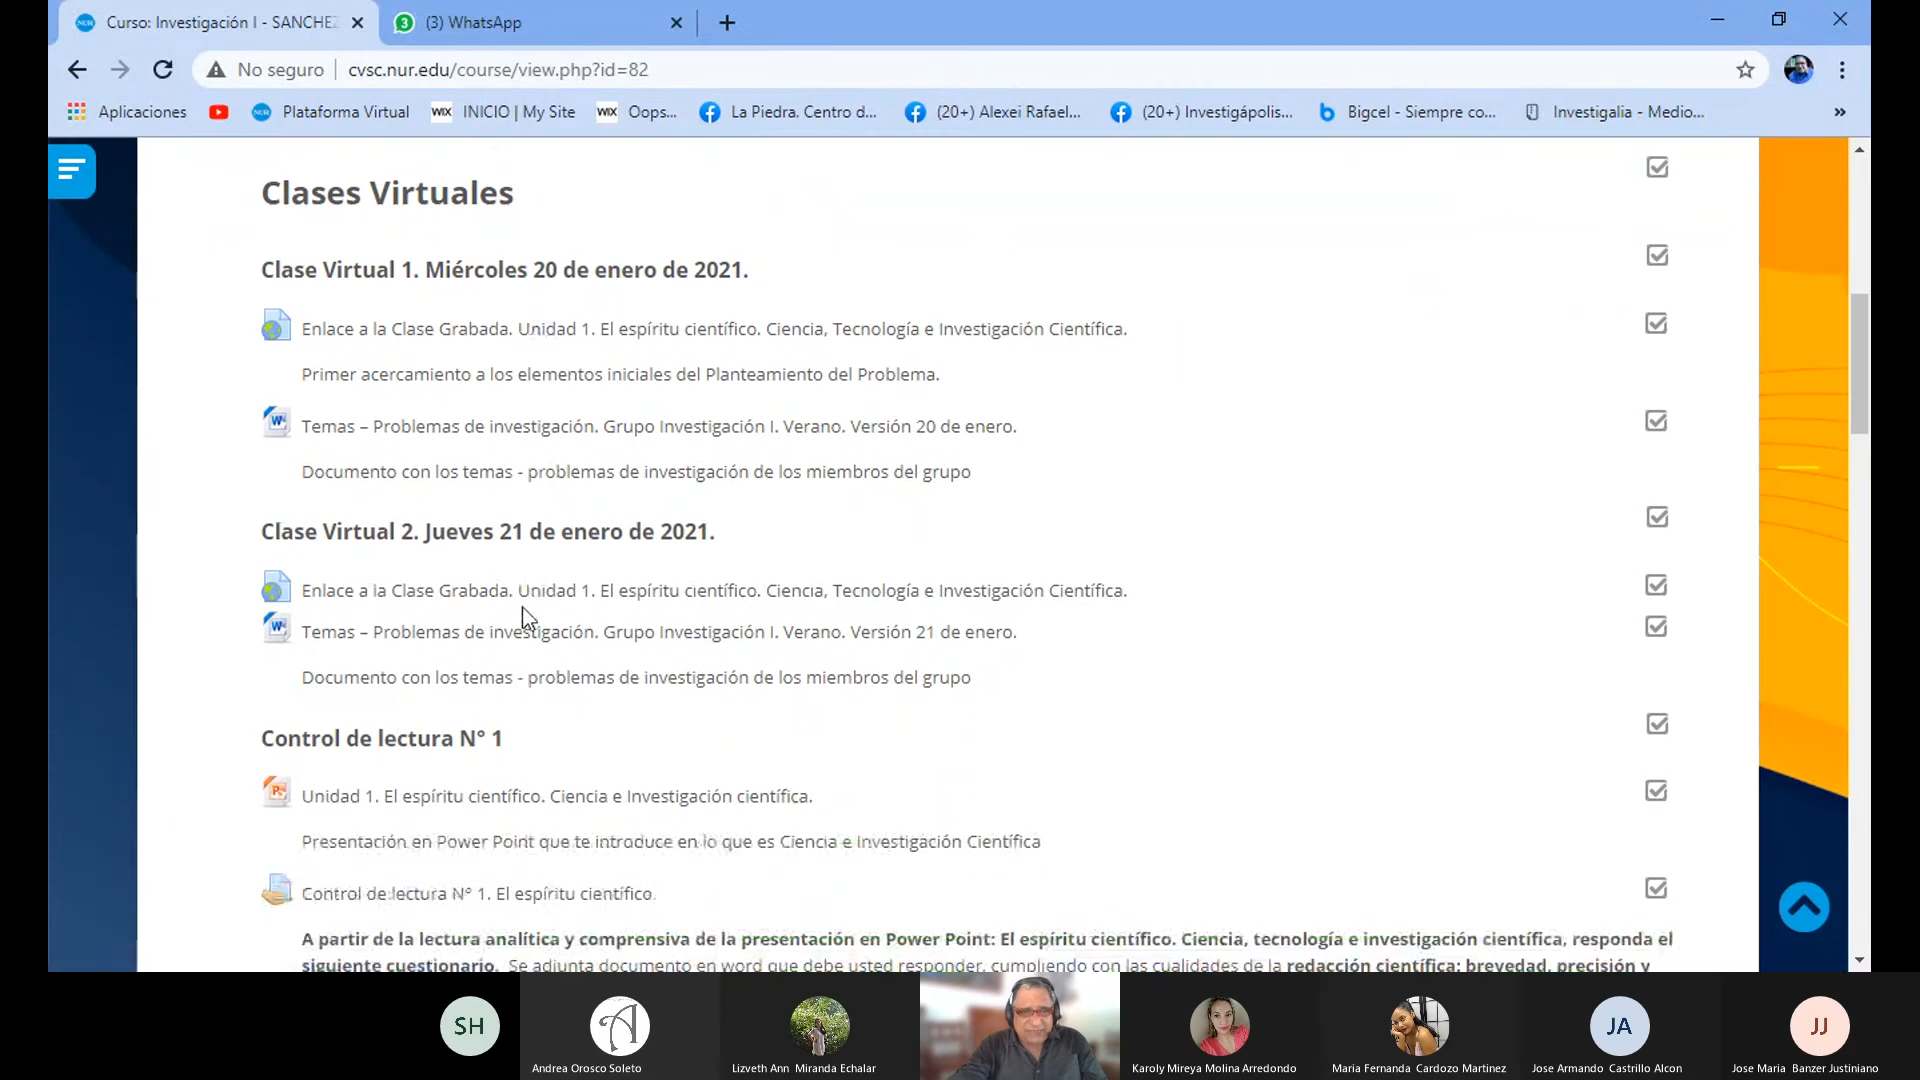 Curso: Investigación I - SANCHEZ
3
(3) WhatsApp
No seguro
cvsc.nur.edu/course/view.php?id=82
Aplicaciones
NUR
Plataforma Virtual
WIX
INICIO | My Site
WIX
Oops...
La Piedra. Centro d...
(20+) Alexei Rafael...
(20+) Investigápolis...
Bigcel - Siempre co...
Investigalia - Medio...
Clases Virtuales
Clase Virtual 1. Miércoles 20 de enero de 2021.
Enlace a la Clase Grabada. Unidad 1. El espíritu científico. Ciencia, Tecnología e Investigación Científica.
Primer acercamiento a los elementos iniciales del Planteamiento del Problema.
Temas – Problemas de investigación. Grupo Investigación I. Verano. Versión 20 de enero.
Documento con los temas - problemas de investigación de los miembros del grupo
Clase Virtual 2. Jueves 21 de enero de 2021.
Enlace a la Clase Grabada. Unidad 1. El espíritu científico. Ciencia, Tecnología e Investigación Científica.
Temas – Problemas de investigación. Grupo Investigación I. Verano. Versión 21 de enero.
Documento con los temas - problemas de investigación de los miembros del grupo
Control de lectura N° 1
Unidad 1. El espíritu científico. Ciencia e Investigación científica.
Presentación en Power Point que te introduce en lo que es Ciencia e Investigación Científica
Control de lectura N° 1. El espíritu científico.
A partir de la lectura analítica y comprensiva de la presentación en Power Point: El espíritu científico. Ciencia, tecnología e investigación científica, responda el
siguiente cuestionario. Se adjunta documento en word que debe usted responder, cumpliendo con las cualidades de la redacción científica: brevedad, precisión y
SH
Andrea Orosco Soleto
Lizveth Ann Miranda Echalar
Karoly Mireya Molina Arredondo
Maria Fernanda Cardozo Martinez
JA
Jose Armando Castrillo Alcon
JJ
Jose Maria Banzer Justiniano